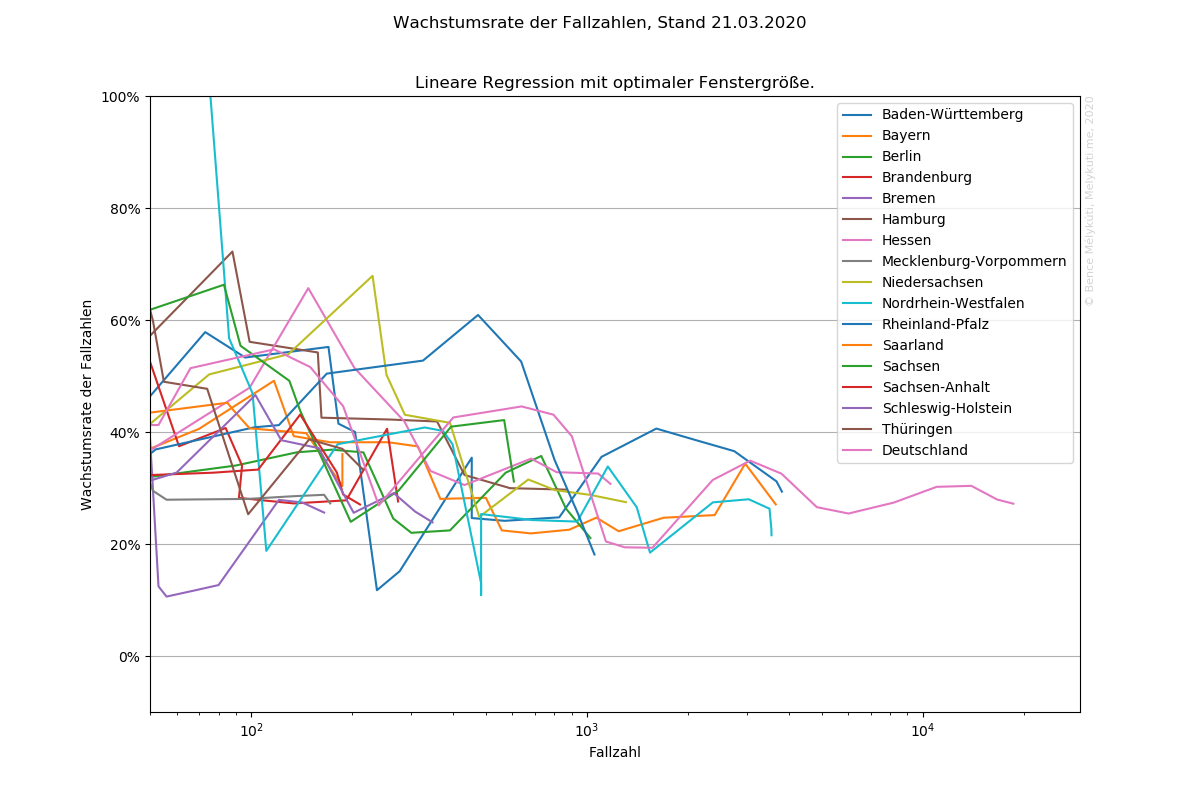 Wachstumsrate der Fallzahlen, Stand 21.03.2020
Lineare Regression mit optimaler Fenstergröße.
100%
80%
60%
40%
20%
0%
Wachstumsrate der Fallzahlen
10²
10³
10⁴
Fallzahl
Baden-Württemberg
Bayern
Berlin
Brandenburg
Bremen
Hamburg
Hessen
Mecklenburg-Vorpommern
Niedersachsen
Nordrhein-Westfalen
Rheinland-Pfalz
Saarland
Sachsen
Sachsen-Anhalt
Schleswig-Holstein
Thüringen
Deutschland
© Bence Mélykúti, Melykuti.me, 2020